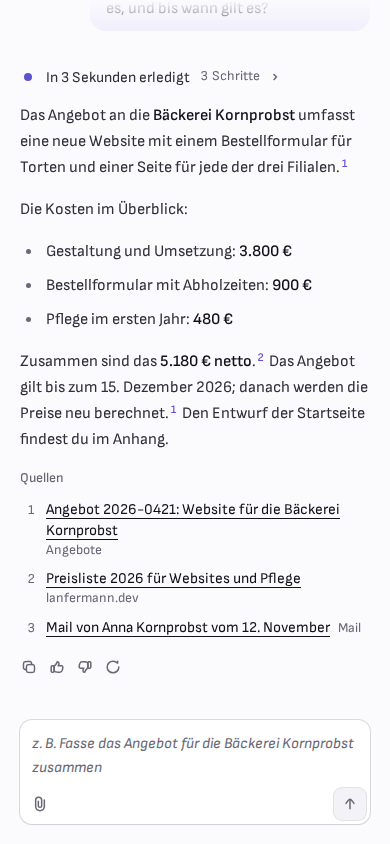 es, und bis wann gilt es?
In 3 Sekunden erledigt 3 Schritte
Das Angebot an die Bäckerei Kornprobst umfasst
eine neue Website mit einem Bestellformular für
Torten und einer Seite für jede der drei Filialen. 1
Die Kosten im Überblick:
• Gestaltung und Umsetzung: 3.800 €
• Bestellformular mit Abholzeiten: 900 €
• Pflege im ersten Jahr: 480 €
Zusammen sind das 5.180 € netto. 2 Das Angebot
gilt bis zum 15. Dezember 2026; danach werden die
Preise neu berechnet. 1 Den Entwurf der Startseite
findest du im Anhang.
Quellen
1 Angebot 2026-0421: Website für die Bäckerei
Kornprobst
Angebote
2 Preisliste 2026 für Websites und Pflege
lanfermann.dev
3 Mail von Anna Kornprobst vom 12. November Mail
z. B. Fasse das Angebot für die Bäckerei Kornprobst
zusammen